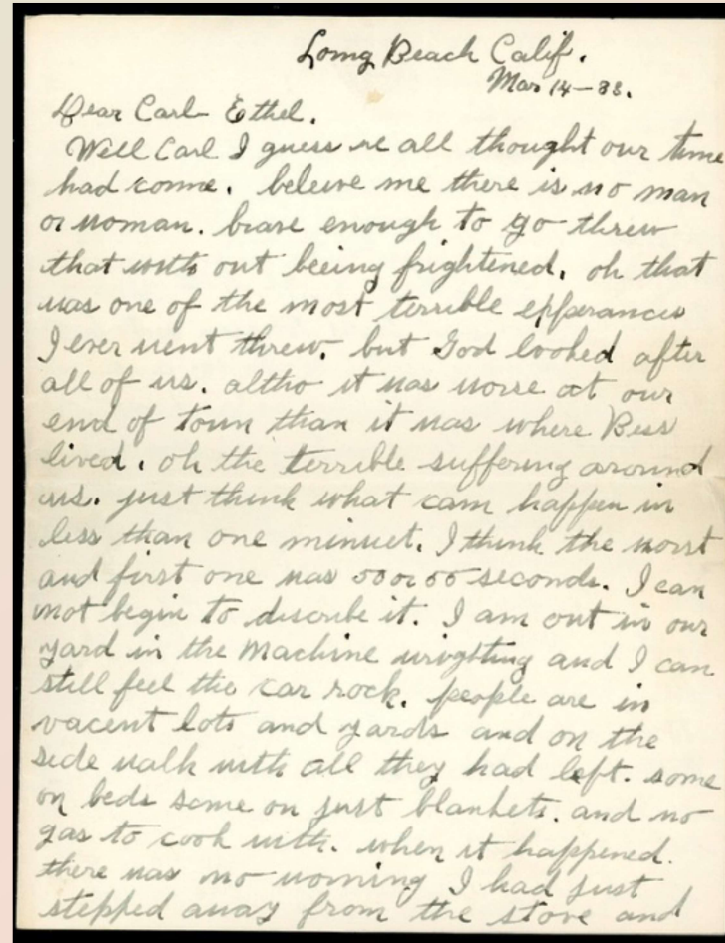 Long Beach Calif.
Mar 14-33.
Dear Carl Ethel.
Well Carl I guess we all thought our time
had come. beleive me there is no man
or woman. brave enough to go threw
that with out beeing frightined. oh that
was one of the most terrible epperances
I ever went threw. but God looked after
all of us. altho it was worse at our
end of town than it was where Bess
lived. oh the terrible suffering around
us. just think what can happen in
less than one minuet. I think the worst
and first one was 50 or 55 seconds. I can
not begin to discribe it. I am out in our
yard in the machine wrighting and I can
still feel the car rock. people are in
vacent lots and yards and on the
side walk with all they had left. some
on beds some on just blankets. and no
gas to cook with. when it happened.
there was no worning I had just
stepped away from the stove and